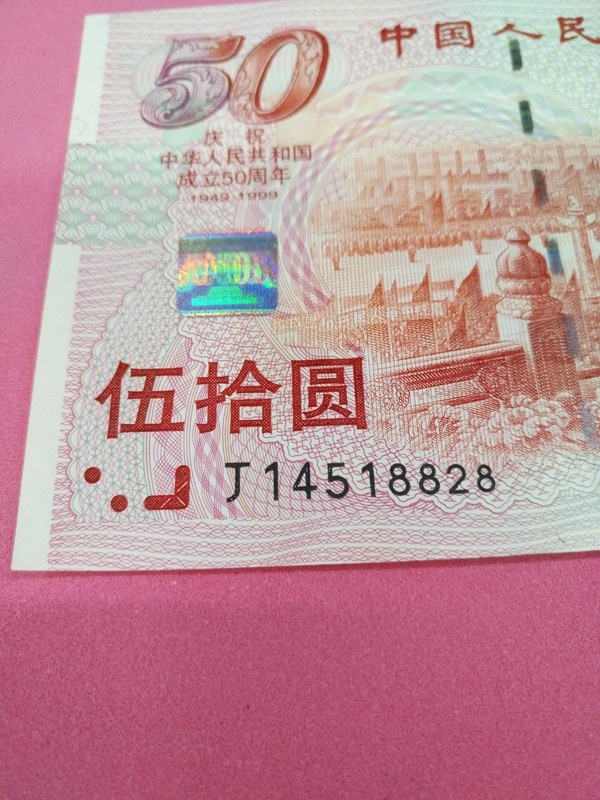 50
中国人民
庆祝
中华人民共和国
成立50周年
1949-1999
伍拾圆
J14518828